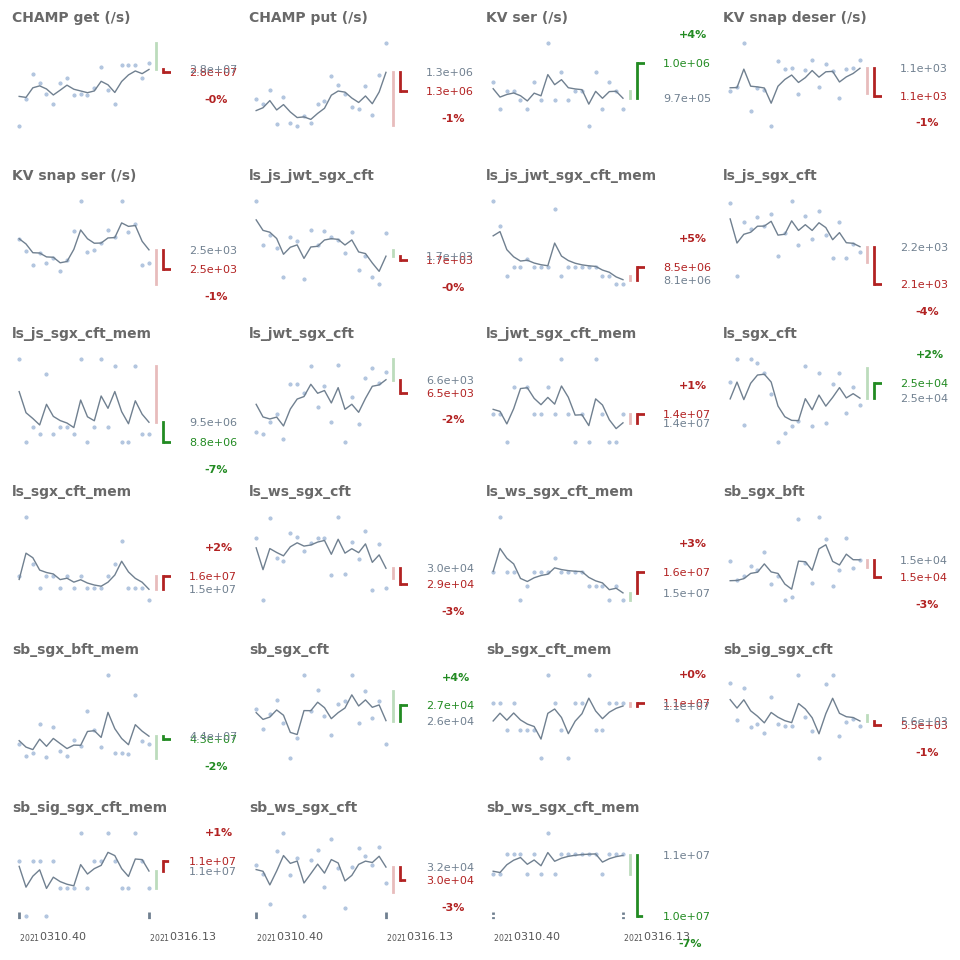 CHAMP get (/s)
2.8e+07
2.8e+07
-0%
CHAMP put (/s)
1.3e+06
1.3e+06
-1%
KV ser (/s)
+4%
1.0e+06
9.7e+05
KV snap deser (/s)
1.1e+03
1.1e+03
-1%
KV snap ser (/s)
2.5e+03
2.5e+03
-1%
ls_js_jwt_sgx_cft
1.7e+03
1.7e+03
-0%
ls_js_jwt_sgx_cft_mem
+5%
8.5e+06
8.1e+06
ls_js_sgx_cft
2.2e+03
2.1e+03
-4%
ls_js_sgx_cft_mem
9.5e+06
8.8e+06
-7%
ls_jwt_sgx_cft
6.6e+03
6.5e+03
-2%
ls_jwt_sgx_cft_mem
+1%
1.4e+07
1.4e+07
ls_sgx_cft
+2%
2.5e+04
2.5e+04
ls_sgx_cft_mem
+2%
1.6e+07
1.5e+07
ls_ws_sgx_cft
3.0e+04
2.9e+04
-3%
ls_ws_sgx_cft_mem
+3%
1.6e+07
1.5e+07
sb_sgx_bft
1.5e+04
1.5e+04
-3%
sb_sgx_bft_mem
4.4e+07
4.3e+07
-2%
sb_sgx_cft
+4%
2.7e+04
2.6e+04
sb_sgx_cft_mem
+0%
1.1e+07
1.1e+07
sb_sig_sgx_cft
5.6e+03
5.5e+03
-1%
sb_sig_sgx_cft_mem
+1%
1.1e+07
1.1e+07
2021 0310.40
2021 0316.13
sb_ws_sgx_cft
3.2e+04
3.0e+04
-3%
2021 0310.40
2021 0316.13
sb_ws_sgx_cft_mem
1.1e+07
1.0e+07
-7%
2021 0310.40
2021 0316.13